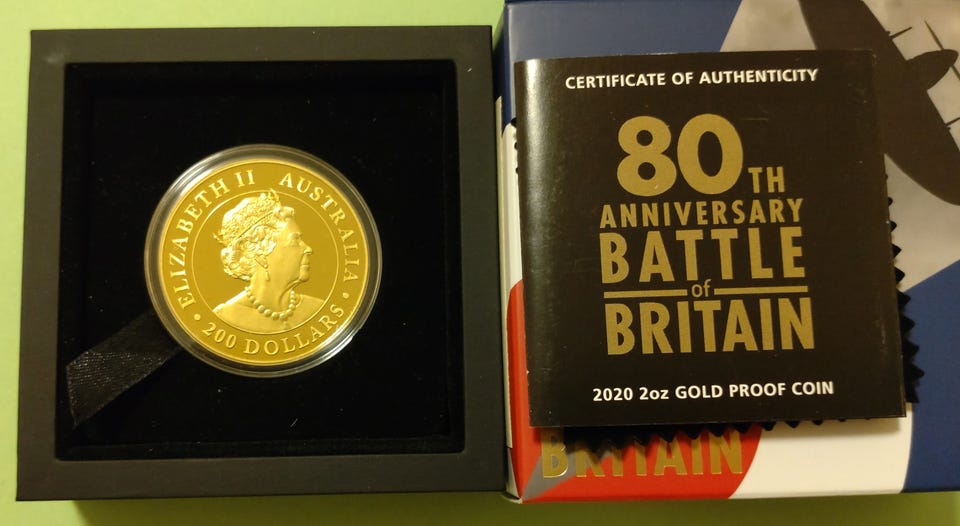 ELIZABETH II AUSTRALIA
200 DOLLARS
CERTIFICATE OF AUTHENTICITY
80TH
ANNIVERSARY
BATTLE
of
BRITAIN
2020 2oz GOLD PROOF COIN
BRITAIN